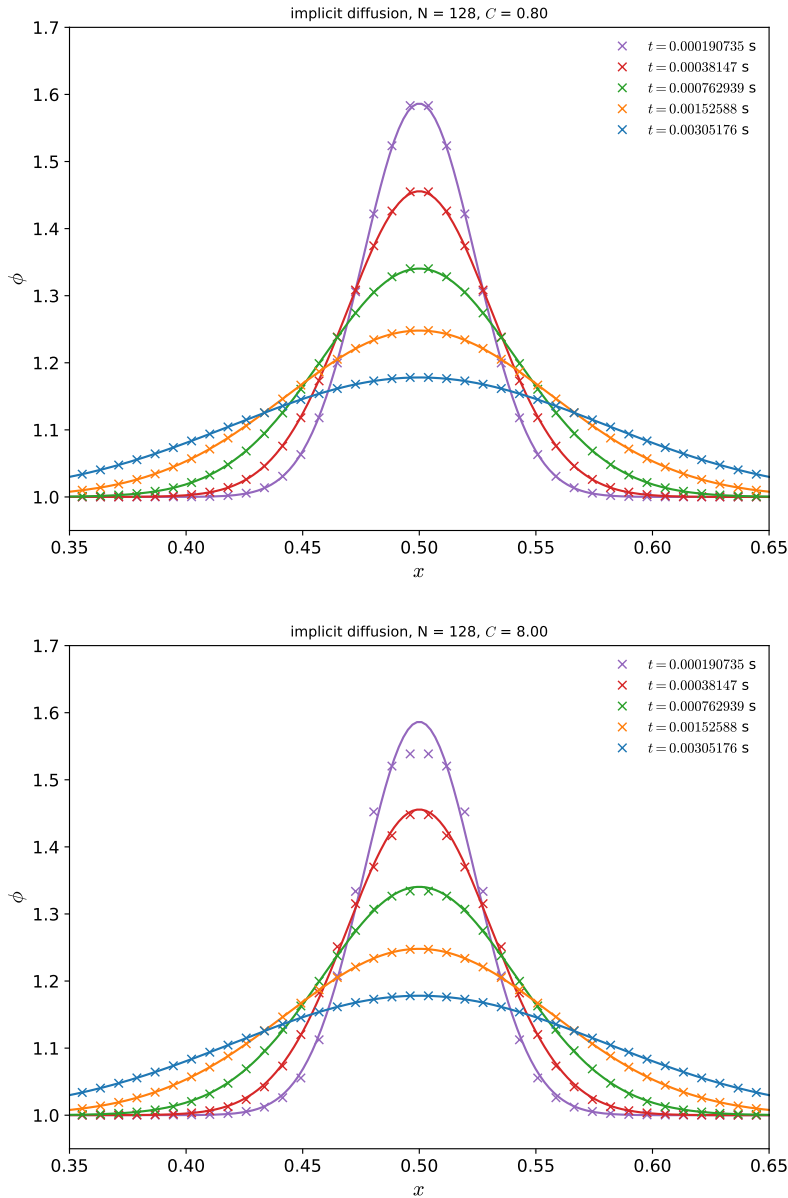 implicit diffusion, N = 128, C = 0.80
1.7
1.6
1.5
1.4
1.3
1.2
1.1
1.0
ϕ
t = 0.000190735 s
t = 0.00038147 s
t = 0.000762939 s
t = 0.00152588 s
t = 0.00305176 s
0.35 0.40 0.45 0.50 0.55 0.60 0.65
x
implicit diffusion, N = 128, C = 8.00
1.7
1.6
1.5
1.4
1.3
1.2
1.1
1.0
ϕ
t = 0.000190735 s
t = 0.00038147 s
t = 0.000762939 s
t = 0.00152588 s
t = 0.00305176 s
0.35 0.40 0.45 0.50 0.55 0.60 0.65
x